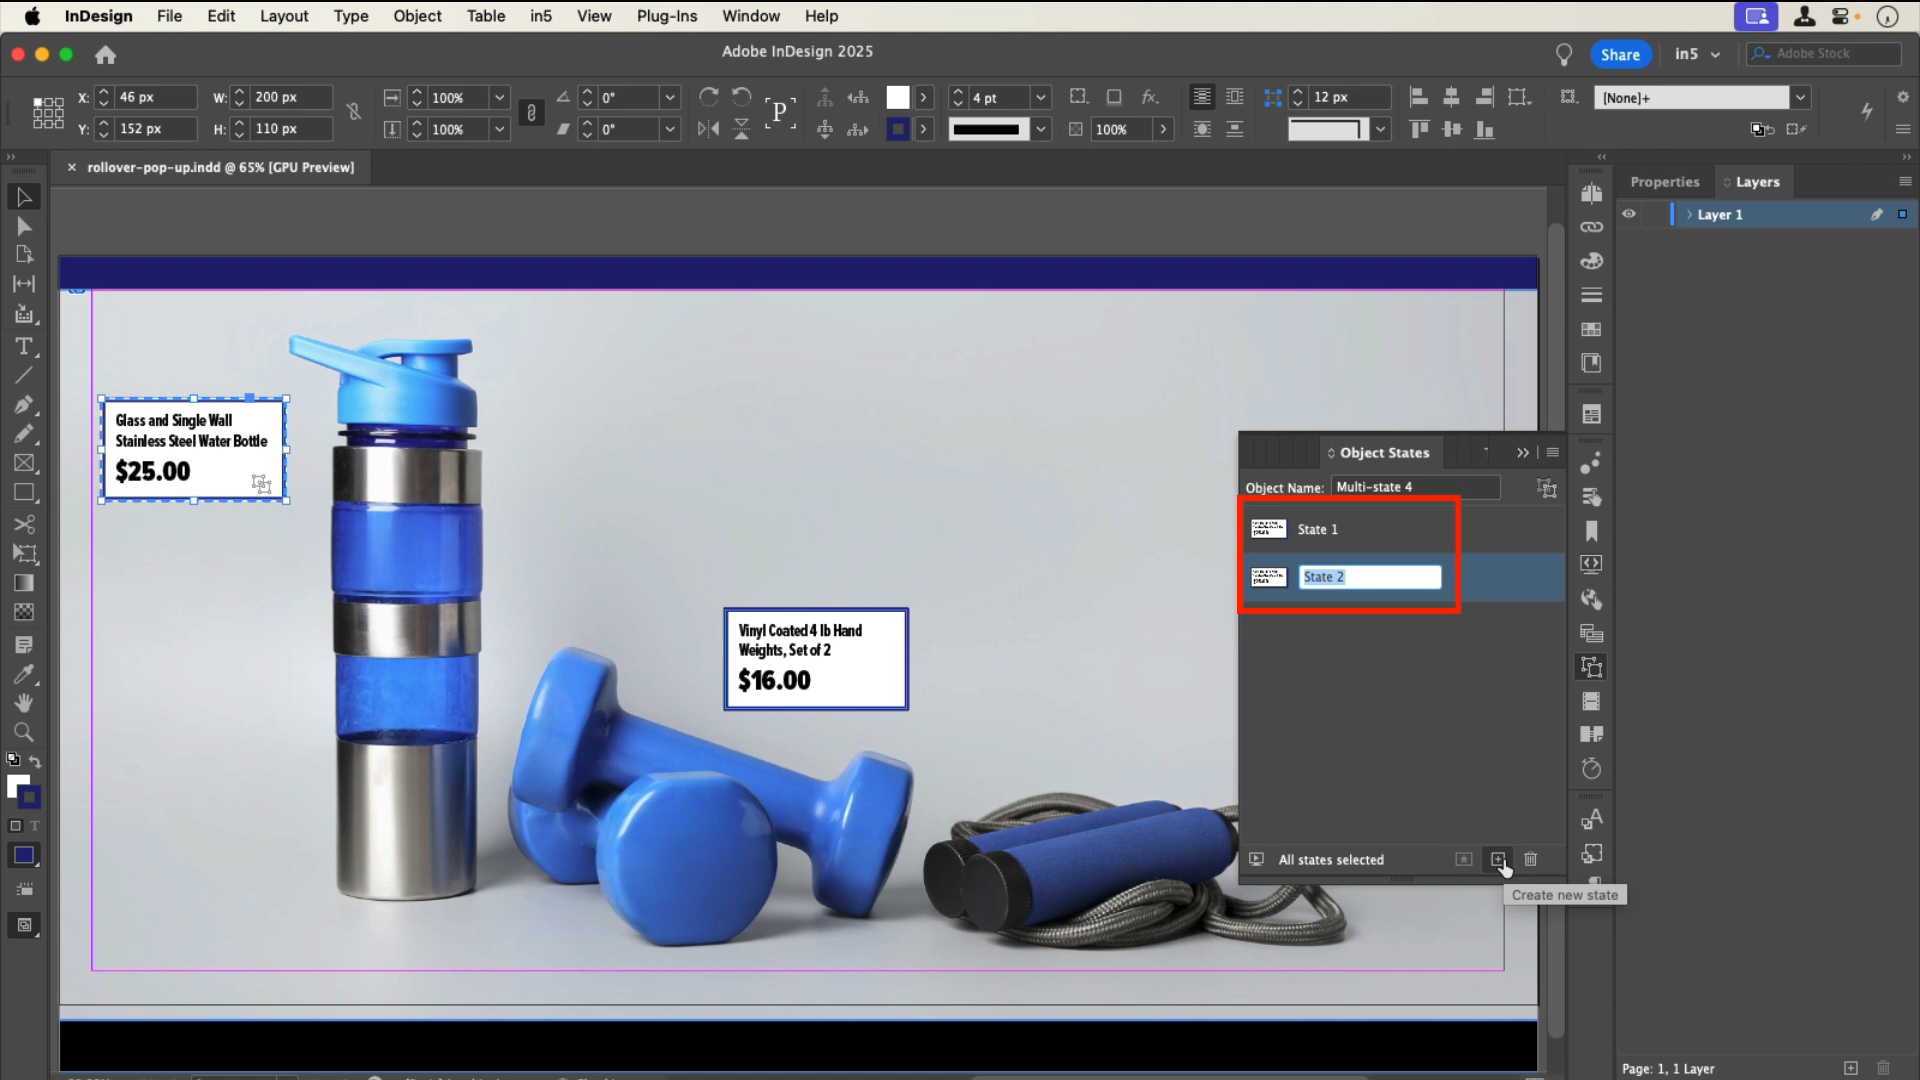 InDesign File Edit Layout Type Object Table in5 View Plug-Ins Window Help
Adobe InDesign 2025
Share
in5
Adobe Stock
X: 46 px W: 200 px 100% 0° 4 pt 12 px [None]+
Y: 152 px H: 110 px 100% 0° 100%
P
fx.
× rollover-pop-up.indd @ 65% [GPU Preview]
Properties Layers
Layer 1
Glass and Single Wall
Stainless Steel Water Bottle
$25.00
Vinyl Coated 4 lb Hand
Weights, Set of 2
$16.00
Object States
Object Name: Multi-state 4
State 1
State 2
All states selected
Create new state
Page: 1, 1 Layer